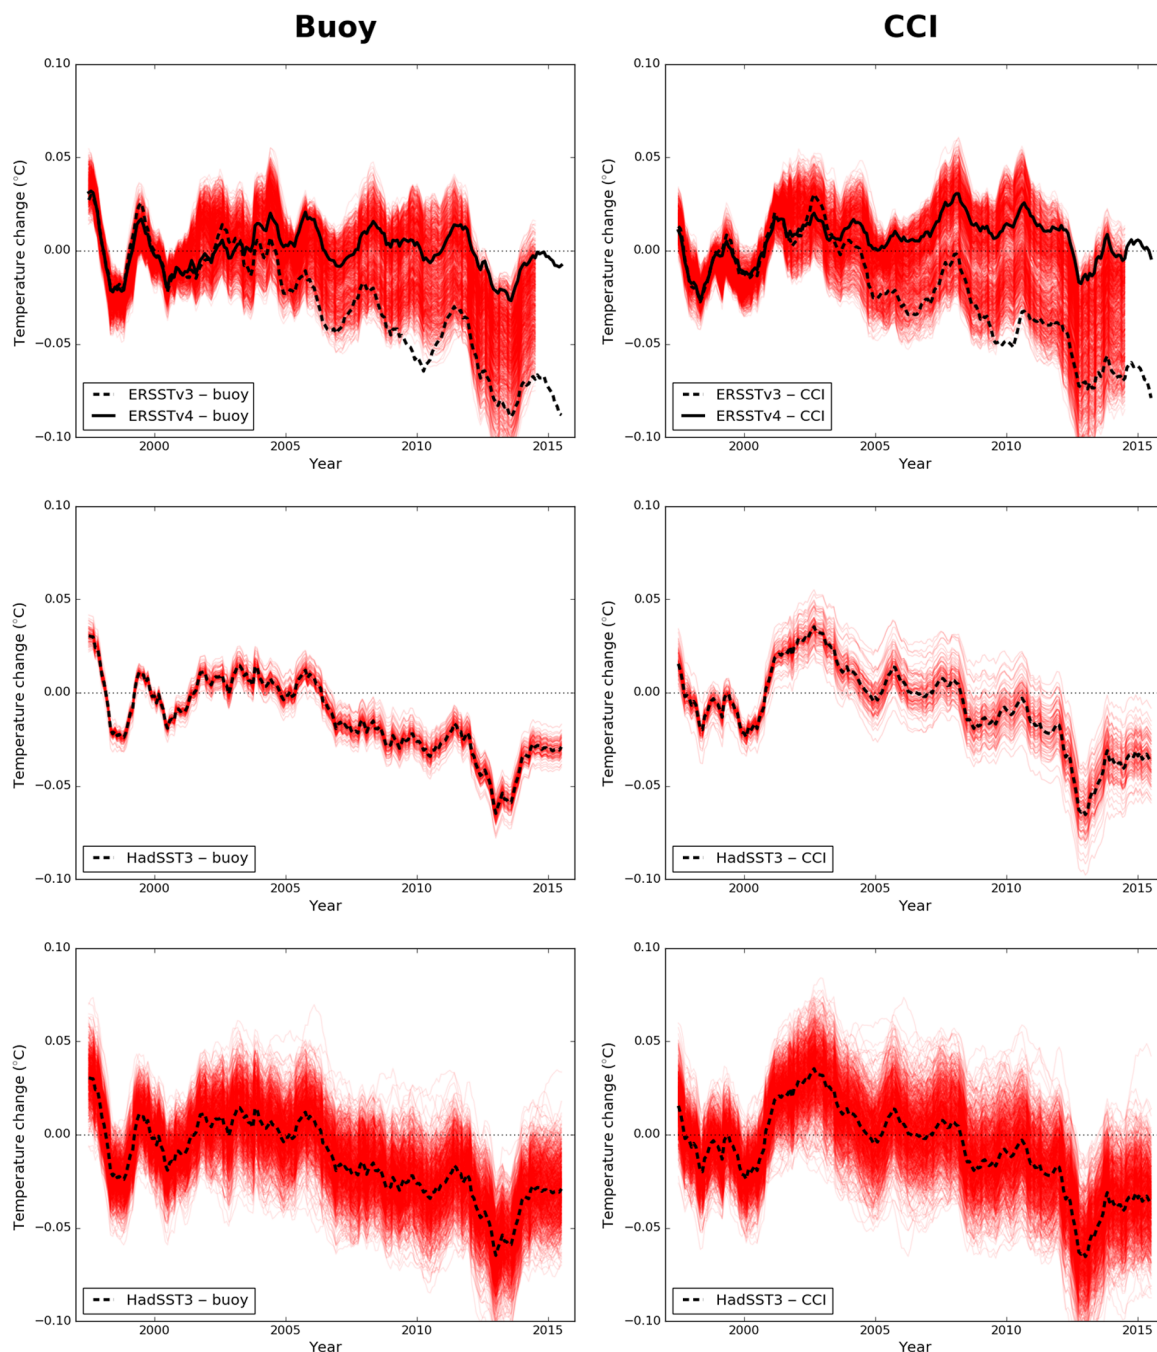 Buoy
CCI
0.10
0.05
0.00
−0.05
−0.10
Temperature change (°C)
ERSSTv3 − buoy
ERSSTv4 − buoy
2000 2005 2010 2015
Year
0.10
0.05
0.00
−0.05
−0.10
Temperature change (°C)
ERSSTv3 − CCI
ERSSTv4 − CCI
2000 2005 2010 2015
Year
0.10
0.05
0.00
−0.05
−0.10
Temperature change (°C)
HadSST3 − buoy
2000 2005 2010 2015
Year
0.10
0.05
0.00
−0.05
−0.10
Temperature change (°C)
HadSST3 − CCI
2000 2005 2010 2015
Year
0.10
0.05
0.00
−0.05
−0.10
Temperature change (°C)
HadSST3 − buoy
2000 2005 2010 2015
Year
0.10
0.05
0.00
−0.05
−0.10
Temperature change (°C)
HadSST3 − CCI
2000 2005 2010 2015
Year